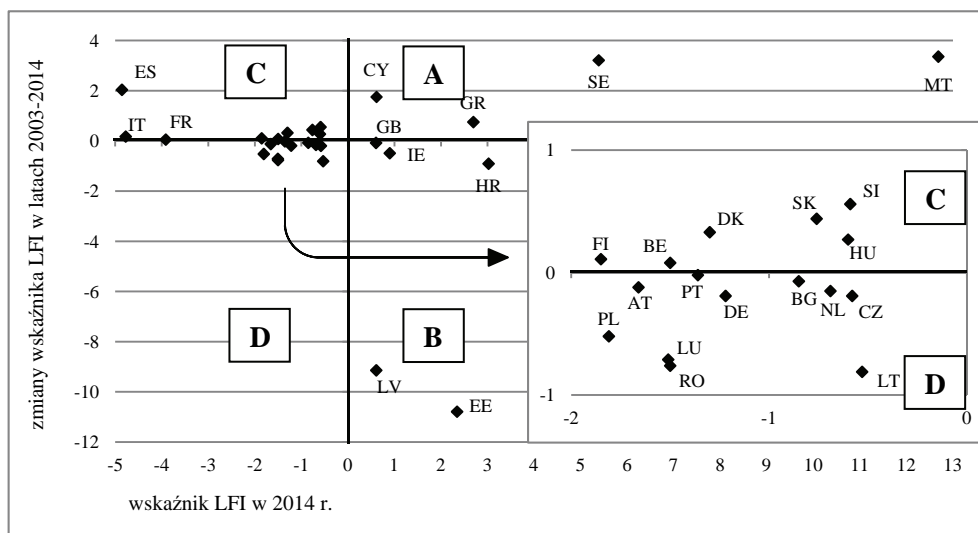 zmiany wskaźnika LFI w latach 2003-2014
4
2
0
-2
-4
-6
-8
-10
-12
ES
C
A
CY
SE
MT
GR
IT
FR
GB
IE
HR
D
B
LV
EE
1
0
-1
C
SI
SK
DK
HU
FI
BE
AT
PT
DE
BG
NL
CZ
PL
LU
RO
LT
D
-2 -1 0
-5 -4 -3 -2 -1 0 1 2 3 4 5 6 7 8 9 10 11 12 13
wskaźnik LFI w 2014 r.